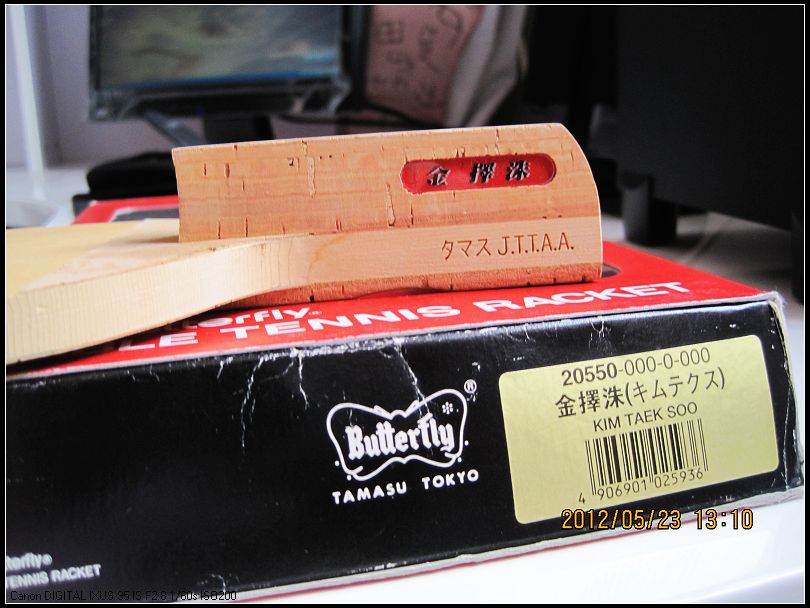 金擇洙
タマス J.T.T.A.A.
TENNIS RACKET
Butterfly®
TAMASU TOKYO
20550-000-0-000
金擇洙(キムテクス)
KIM TAEK SOO
4 906901 025936
2012/05/23 13:10
TENNIS RACKET
Canon DIGITAL IXUS 95 IS F2.8 1/60s ISO200